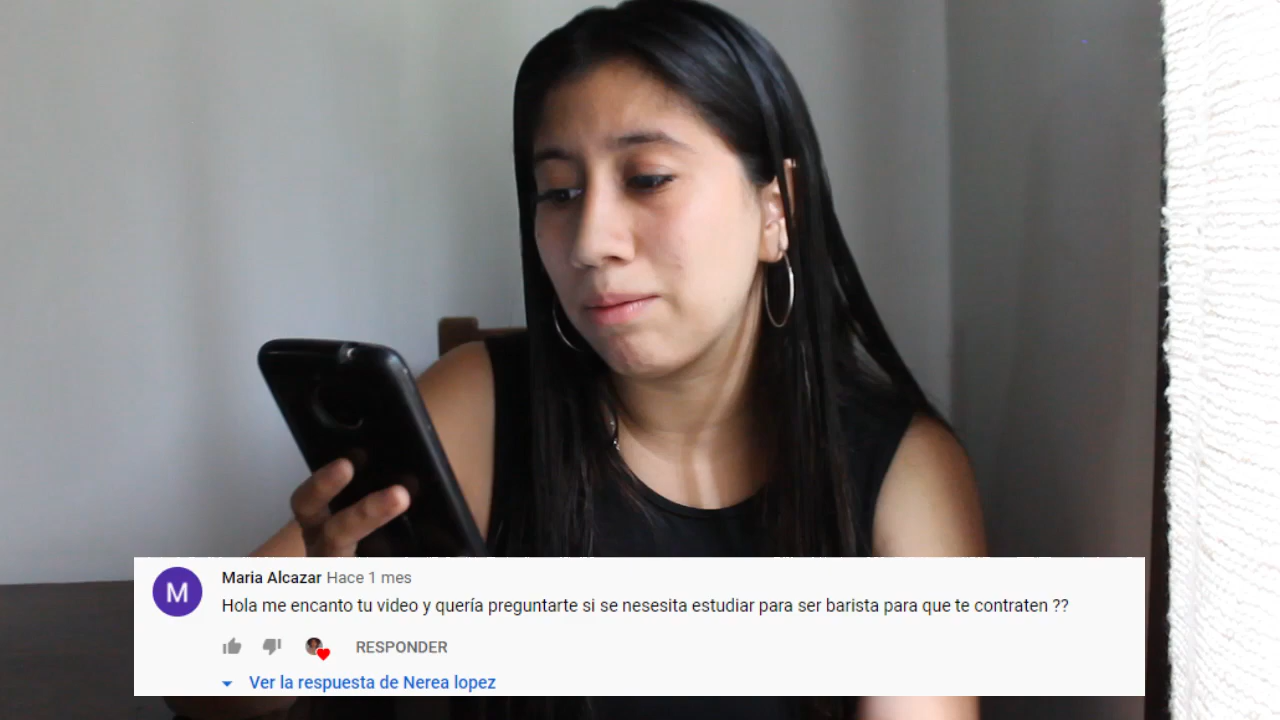 M
Maria Alcazar Hace 1 mes
Hola me encanto tu video y quería preguntarte si se nesesita estudiar para ser barista para que te contraten ??
RESPONDER
Ver la respuesta de Nerea lopez